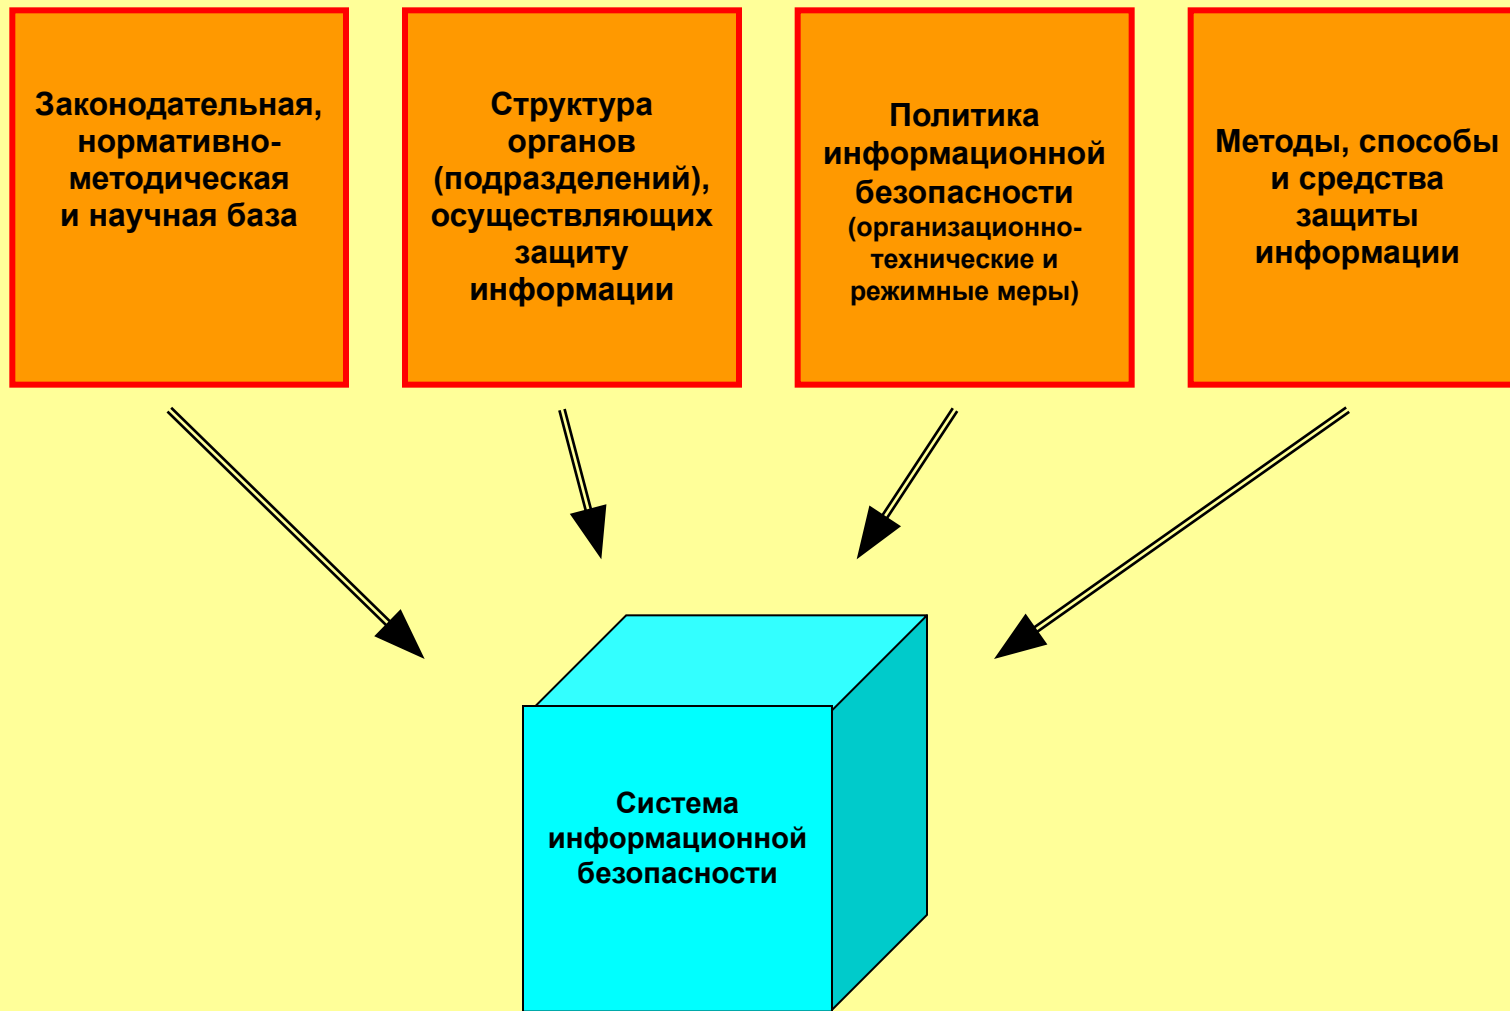 Законодательная,
нормативно-
методическая
и научная база
Структура
органов
(подразделений),
осуществляющих
защиту
информации
Политика
информационной
безопасности
(организационно-
технические и
режимные меры)
Методы, способы
и средства
защиты
информации
Система
информационной
безопасности